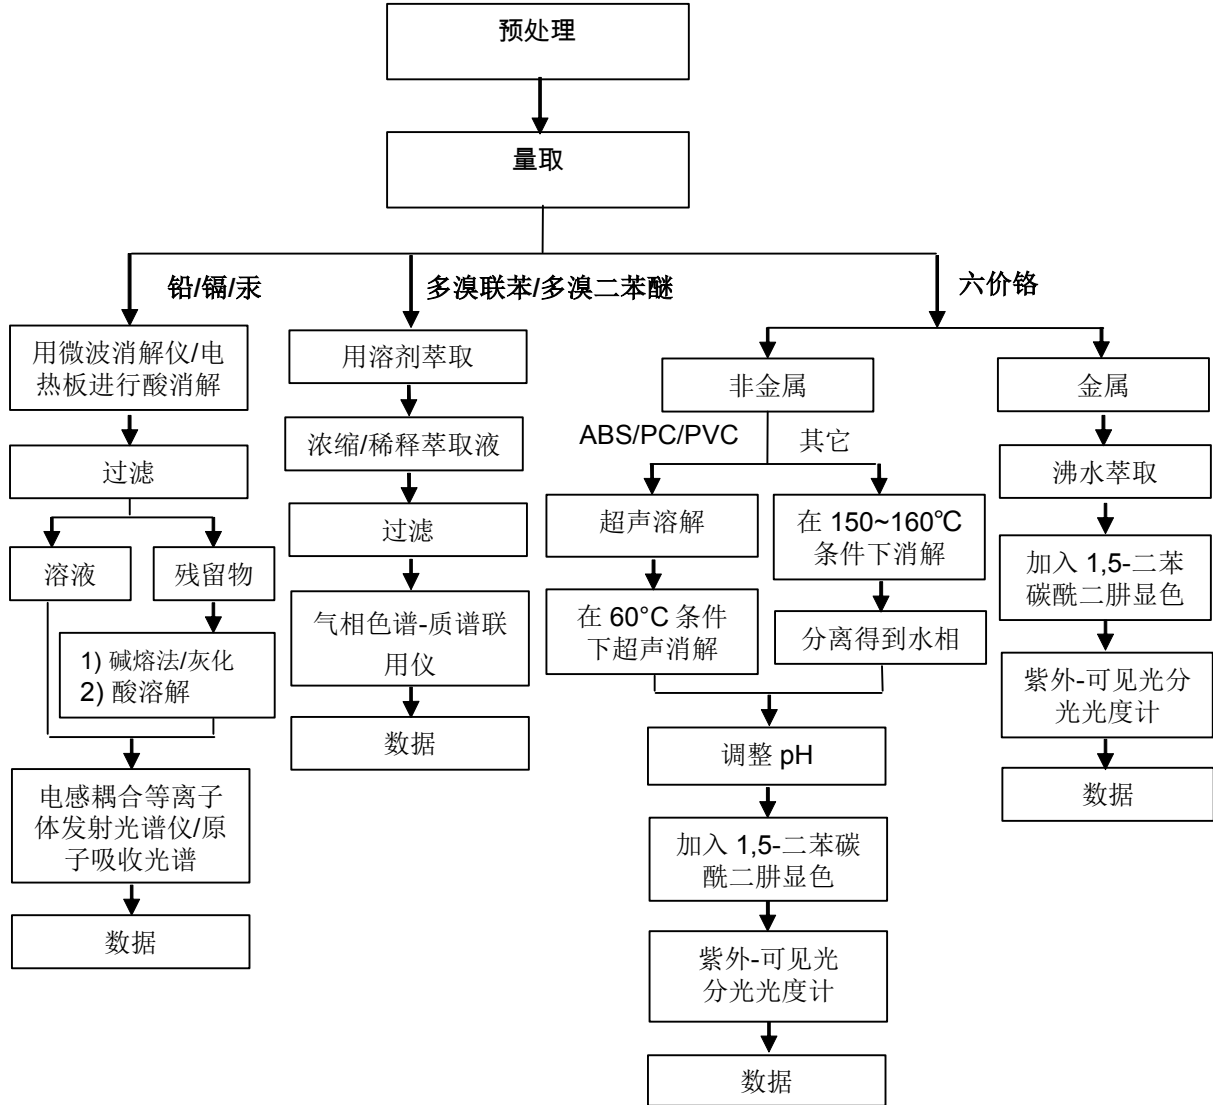 预处理
量取
铅/镉/汞
多溴联苯/多溴二苯醚
六价铬
用微波消解仪/电
热板进行酸消解
过滤
溶液
残留物
1) 碱熔法/灰化
2) 酸溶解
电感耦合等离子
体发射光谱仪/原
子吸收光谱
数据
用溶剂萃取
浓缩/稀释萃取液
过滤
气相色谱-质谱联
用仪
数据
非金属
ABS/PC/PVC
其它
超声溶解
在 60°C 条件
下超声消解
在 150~160℃
条件下消解
分离得到水相
调整 pH
加入 1,5-二苯碳
酰二肼显色
紫外-可见光
分光光度计
数据
金属
沸水萃取
加入 1,5-二苯
碳酰二肼显色
紫外-可见光分
光光度计
数据